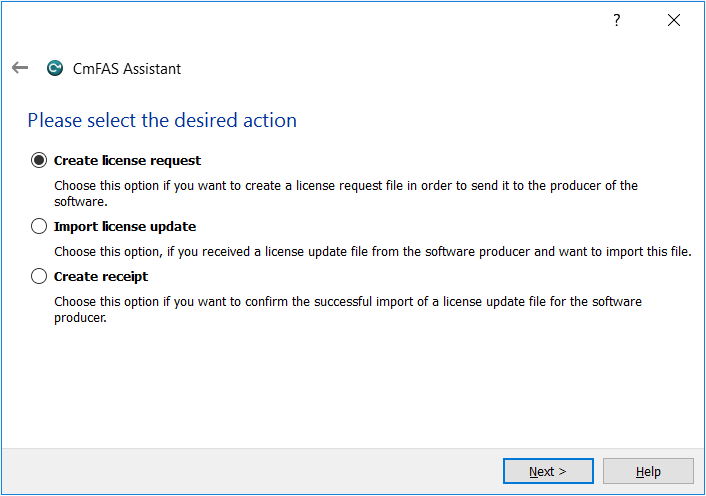 ?
CmFAS Assistant
Please select the desired action
Create license request
Choose this option if you want to create a license request file in order to send it to the producer of the
software.
Import license update
Choose this option, if you received a license update file from the software producer and want to import this file.
Create receipt
Choose this option if you want to confirm the successful import of a license update file for the software
producer.
Next >
Help